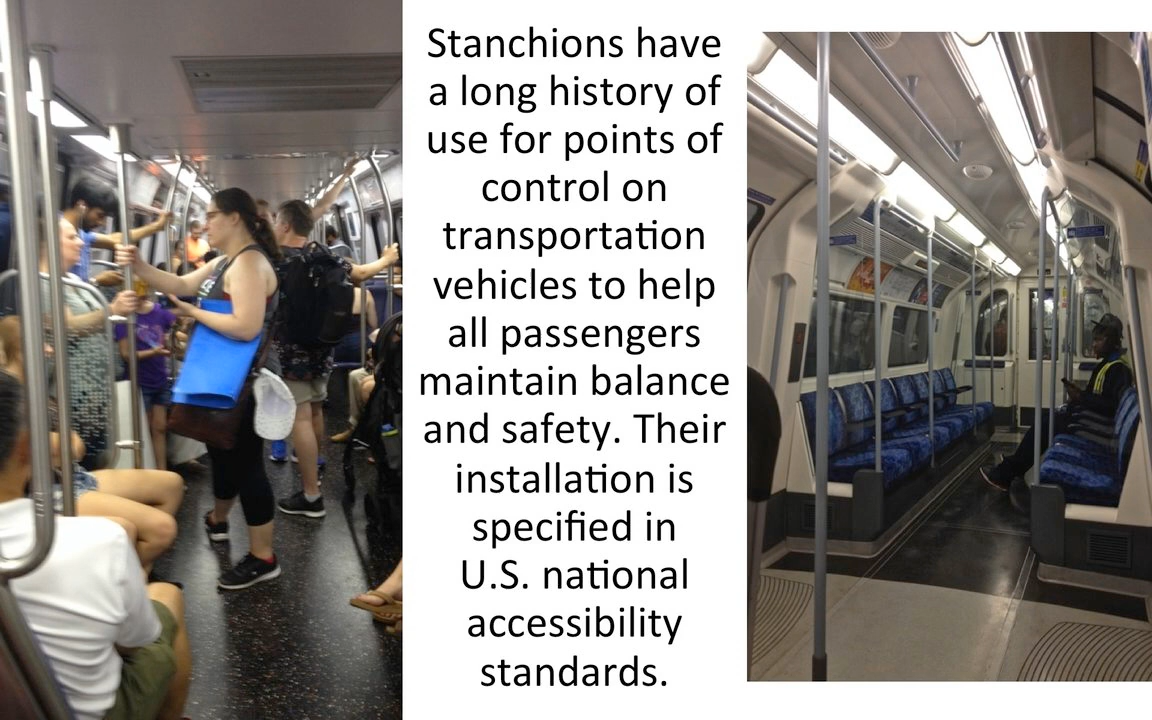 Stanchions have
a long history of
use for points of
control on
transportation
vehicles to help
all passengers
maintain balance
and safety. Their
installation is
specified in
U.S. national
accessibility
standards.